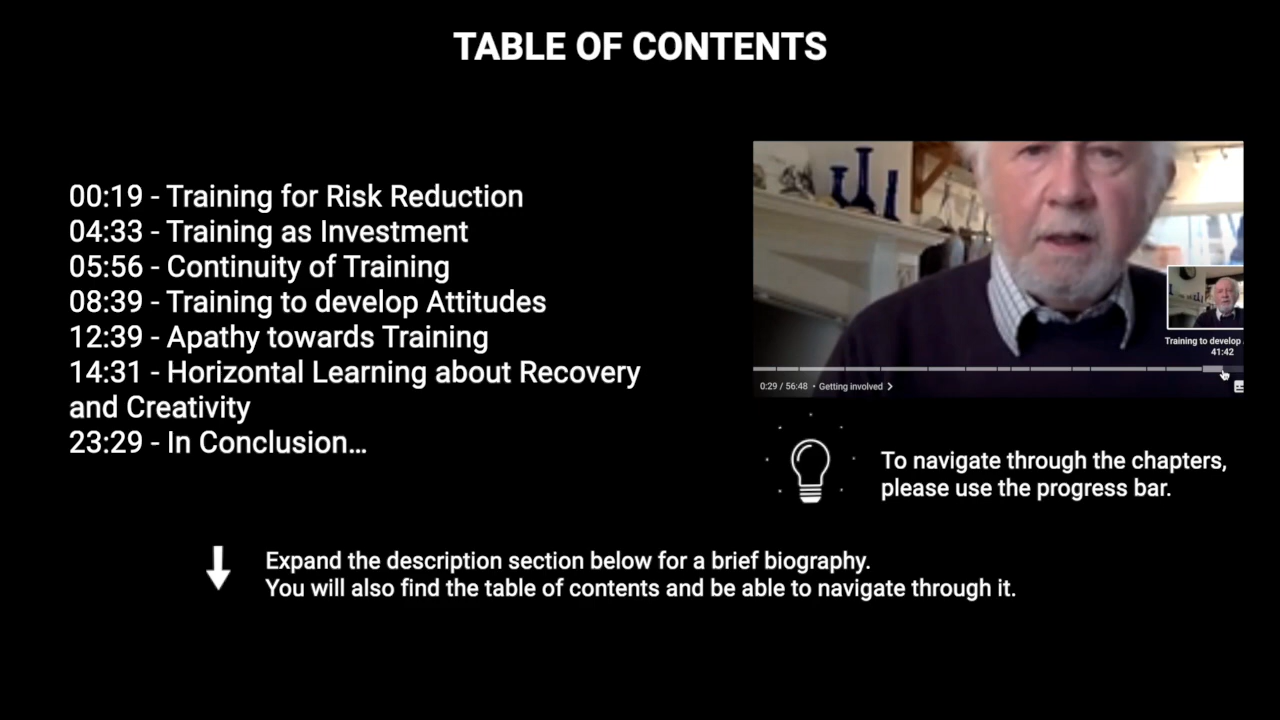 TABLE OF CONTENTS
00:19 - Training for Risk Reduction
04:33 - Training as Investment
05:56 - Continuity of Training
08:39 - Training to develop Attitudes
12:39 - Apathy towards Training
14:31 - Horizontal Learning about Recovery
and Creativity
23:29 - In Conclusion...
Training to develop
41:42
0:29 / 56:48 • Getting involved >
To navigate through the chapters,
please use the progress bar.
Expand the description section below for a brief biography.
You will also find the table of contents and be able to navigate through it.